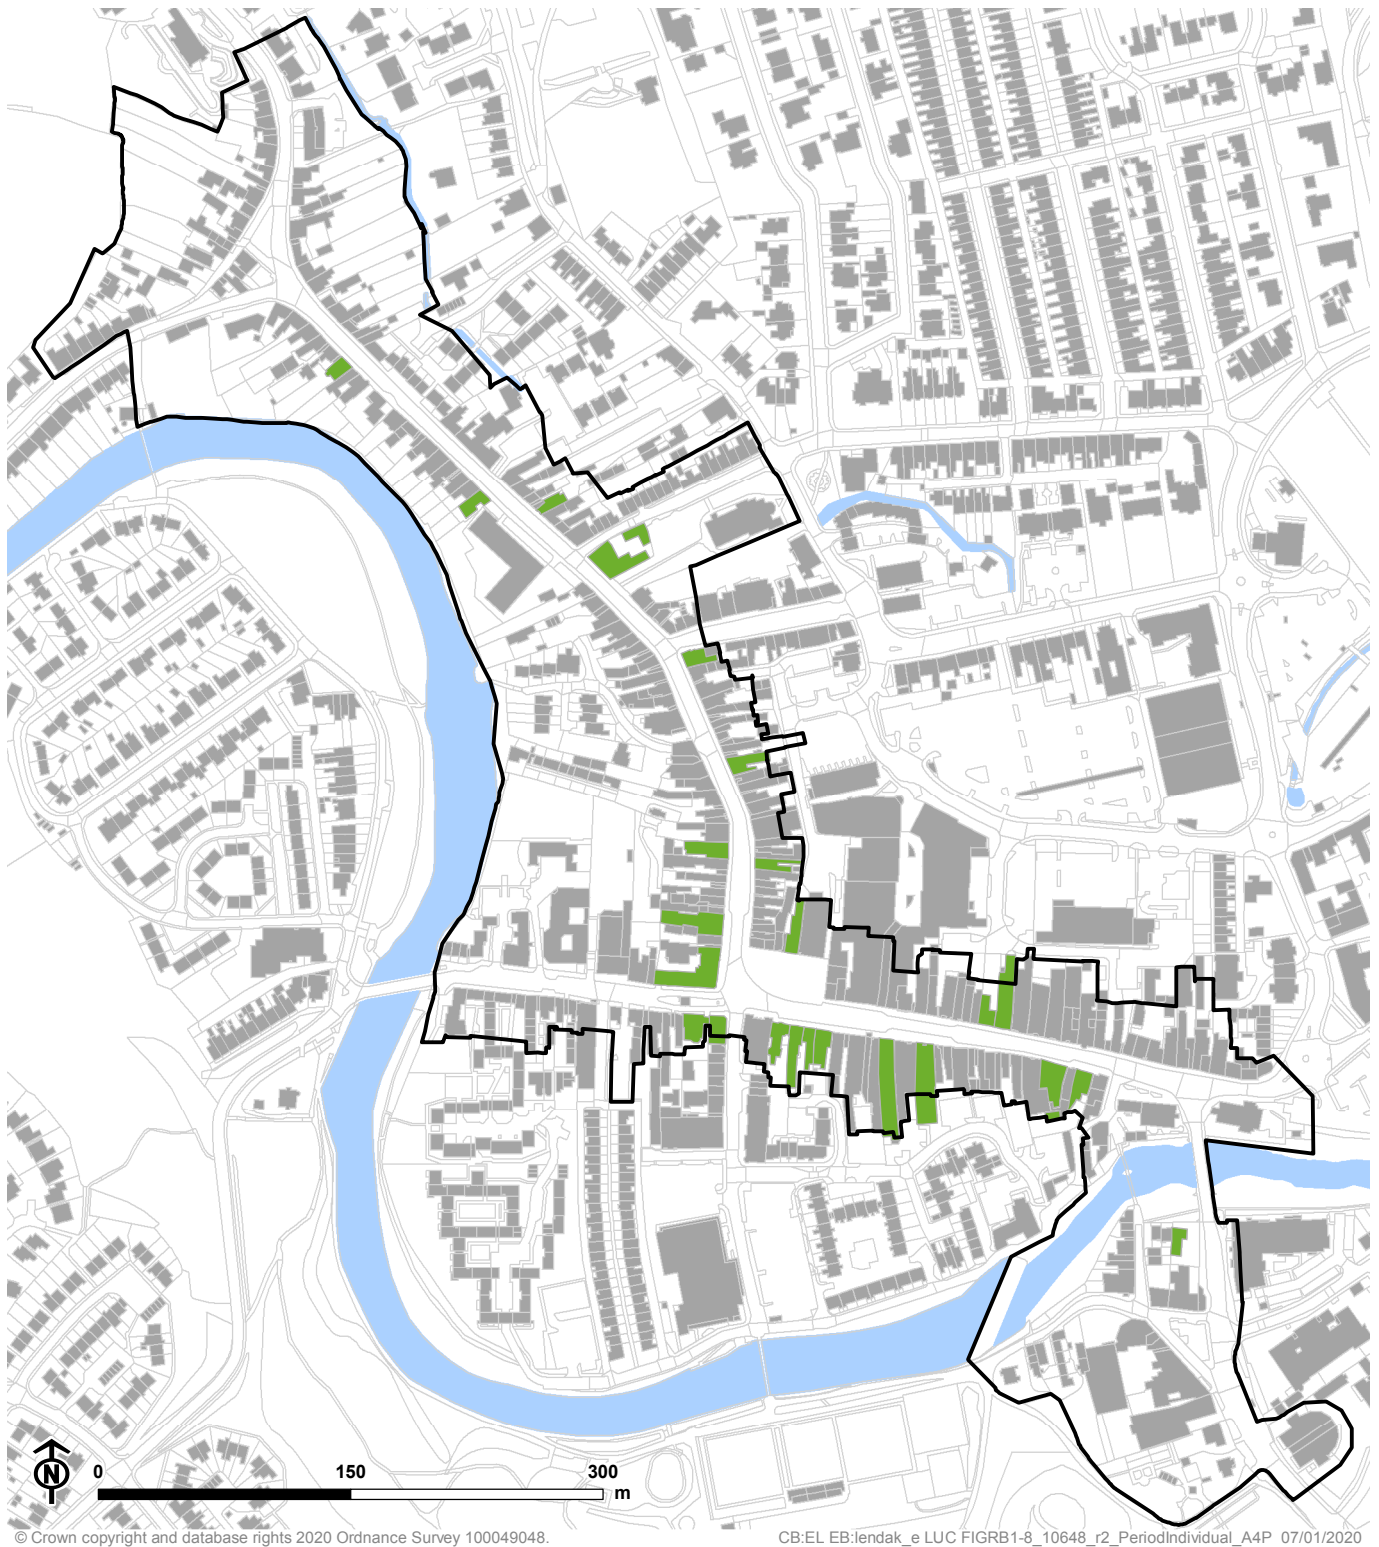 N
0 150 300
m
© Crown copyright and database rights 2020 Ordnance Survey 100049048.
CB:EL EB:lendak_e LUC FIGRB1-8_10648_r2_PeriodIndividual_A4P 07/01/2020